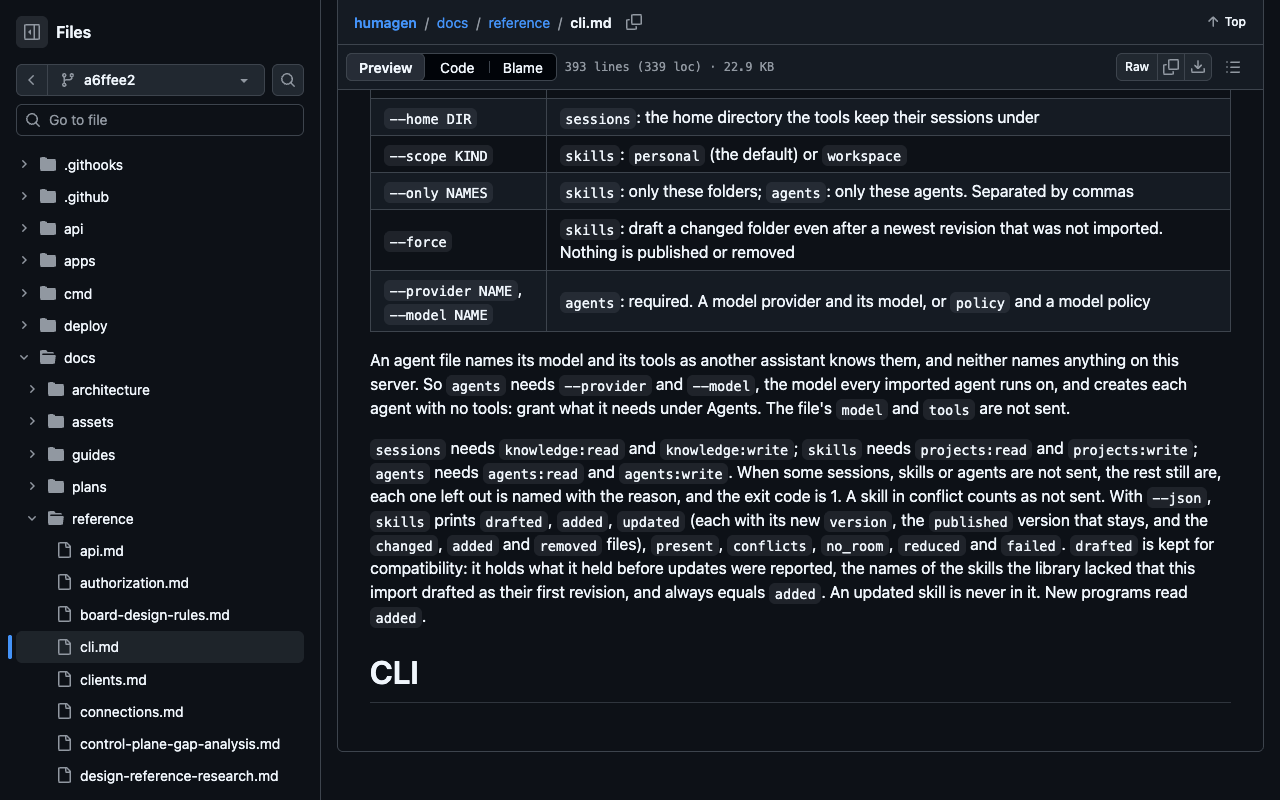 Files
humagen / docs / reference / cli.md
Top
a6ffee2
Preview Code Blame 393 lines (339 loc) · 22.9 KB
Raw
Go to file
.githooks
.github
api
apps
cmd
deploy
docs
architecture
assets
guides
plans
reference
api.md
authorization.md
board-design-rules.md
cli.md
clients.md
connections.md
control-plane-gap-analysis.md
design-reference-research.md
--home DIR sessions: the home directory the tools keep their sessions under
--scope KIND skills: personal (the default) or workspace
--only NAMES skills: only these folders; agents: only these agents. Separated by commas
--force skills: draft a changed folder even after a newest revision that was not imported.
Nothing is published or removed
--provider NAME,
--model NAME
agents: required. A model provider and its model, or policy and a model policy
An agent file names its model and its tools as another assistant knows them, and neither names anything on this
server. So agents needs --provider and --model, the model every imported agent runs on, and creates each
agent with no tools: grant what it needs under Agents. The file's model and tools are not sent.
sessions needs knowledge:read and knowledge:write; skills needs projects:read and projects:write;
agents needs agents:read and agents:write. When some sessions, skills or agents are not sent, the rest still are,
each one left out is named with the reason, and the exit code is 1. A skill in conflict counts as not sent. With --json,
skills prints drafted, added, updated (each with its new version, the published version that stays, and the
changed, added and removed files), present, conflicts, no_room, reduced and failed. drafted is kept for
compatibility: it holds what it held before updates were reported, the names of the skills the library lacked that this
import drafted as their first revision, and always equals added. An updated skill is never in it. New programs read
added.
CLI